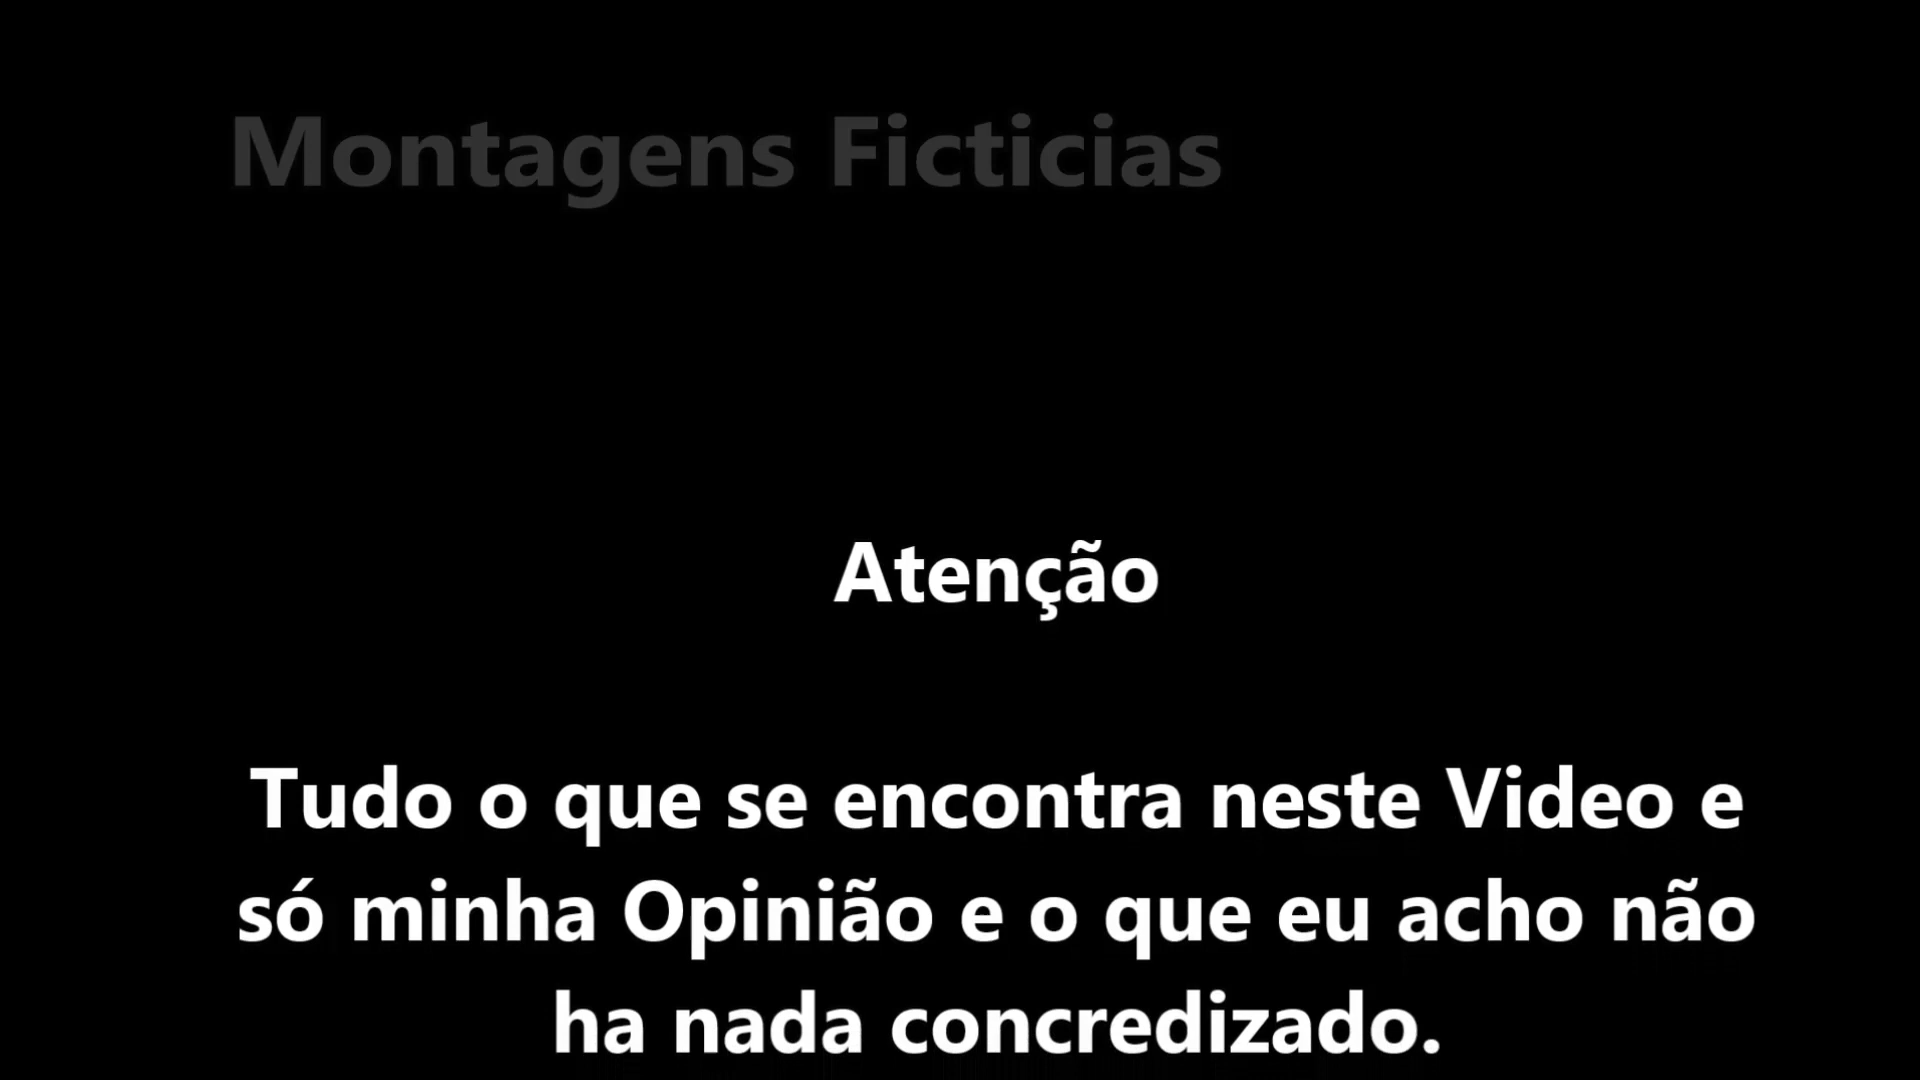 Montagens Ficticias
Atenção
Tudo o que se encontra neste Video e
só minha Opinião e o que eu acho não
ha nada concredizado.